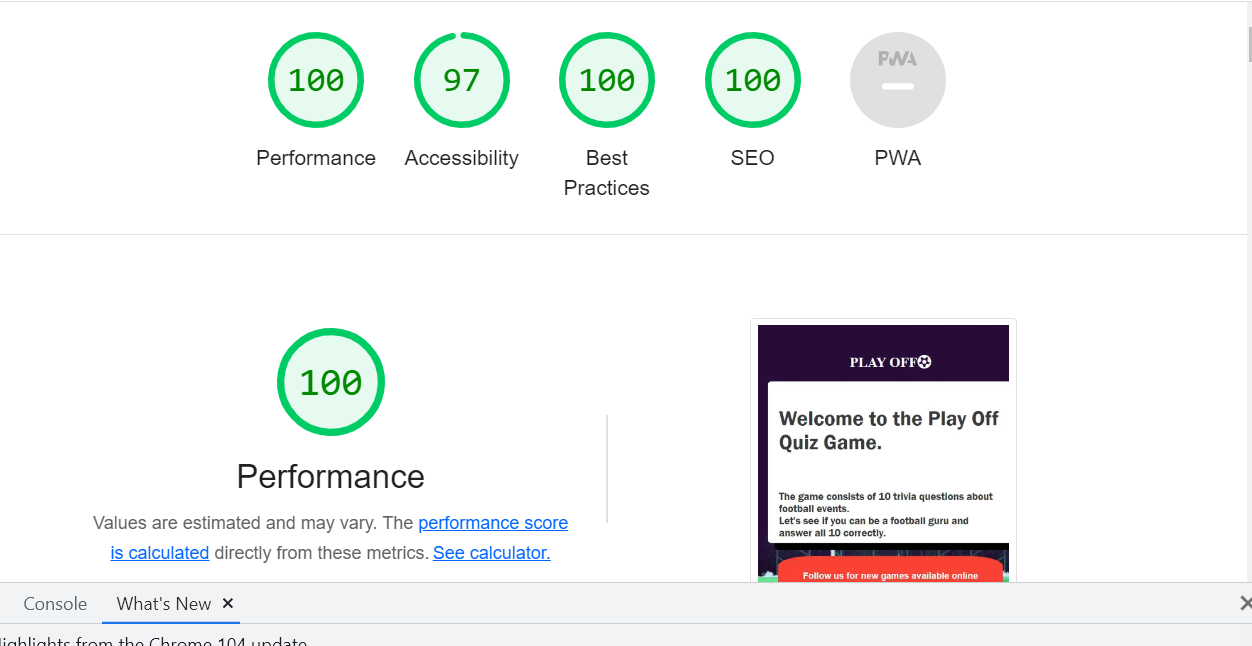 100
97
100
100
PWA
Performance
Accessibility
Best
Practices
SEO
PWA
100
Performance
Values are estimated and may vary. The performance score
is calculated directly from these metrics. See calculator.
PLAY OFF
Welcome to the Play Off
Quiz Game.
The game consists of 10 trivia questions about
football events.
Let's see if you can be a football guru and
answer all 10 correctly.
Follow us for new games available online
Console
What's New
Highlights from the Chrome 104 update